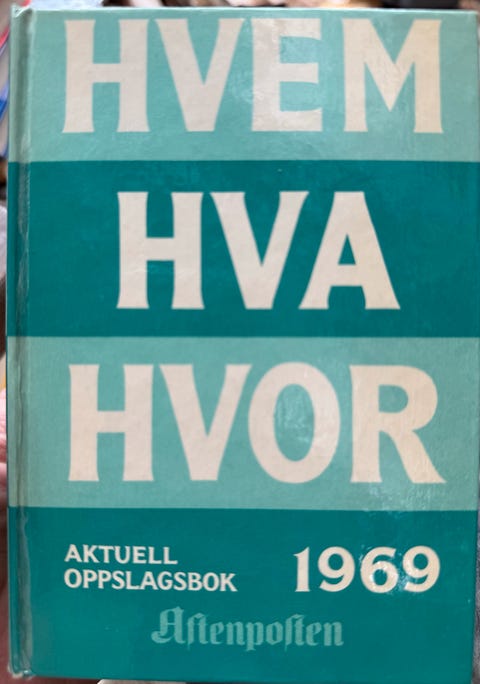 HVEM
HVA
HVOR
AKTUELL
OPPSLAGSBOK
1969
Aftenposten